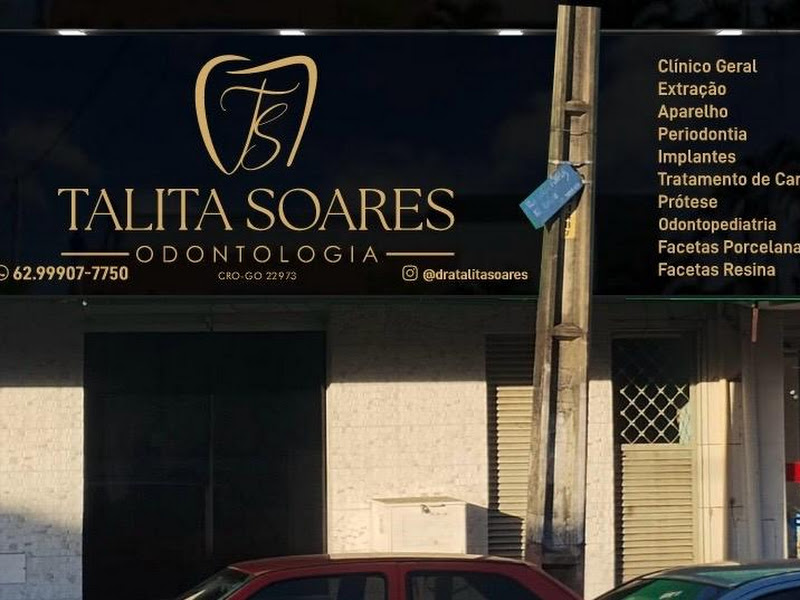 TS
TALITA SOARES
ODONTOLOGIA
CRO-GO 22973
62.99907-7750
@dratalitasoares
Clínico Geral
Extração
Aparelho
Periodontia
Implantes
Tratamento de Can
Prótese
Odontopediatria
Facetas Porcelana
Facetas Resina